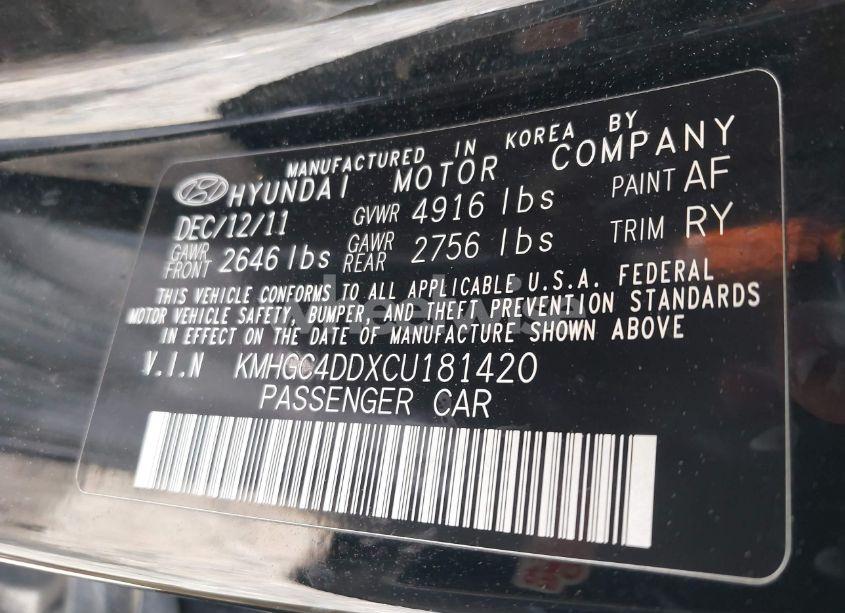 MANUFACTURED IN KOREA BY
HYUNDAI MOTOR COMPANY
DEC/12/11 GVWR 4916 lbs PAINT AF
GAWR FRONT 2646 lbs GAWR REAR 2756 lbs TRIM RY
THIS VEHICLE CONFORMS TO ALL APPLICABLE U.S.A. FEDERAL
MOTOR VEHICLE SAFETY, BUMPER, AND THEFT PREVENTION STANDARDS
IN EFFECT ON THE DATE OF MANUFACTURE SHOWN ABOVE
V.I.N KMHGC4DDXCU181420
PASSENGER CAR